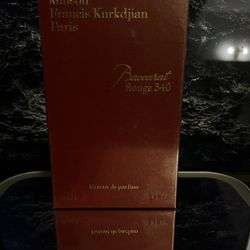 Maison
Francis Kurkdjian
Paris
Baccarat
Rouge 540
Extrait de parfum